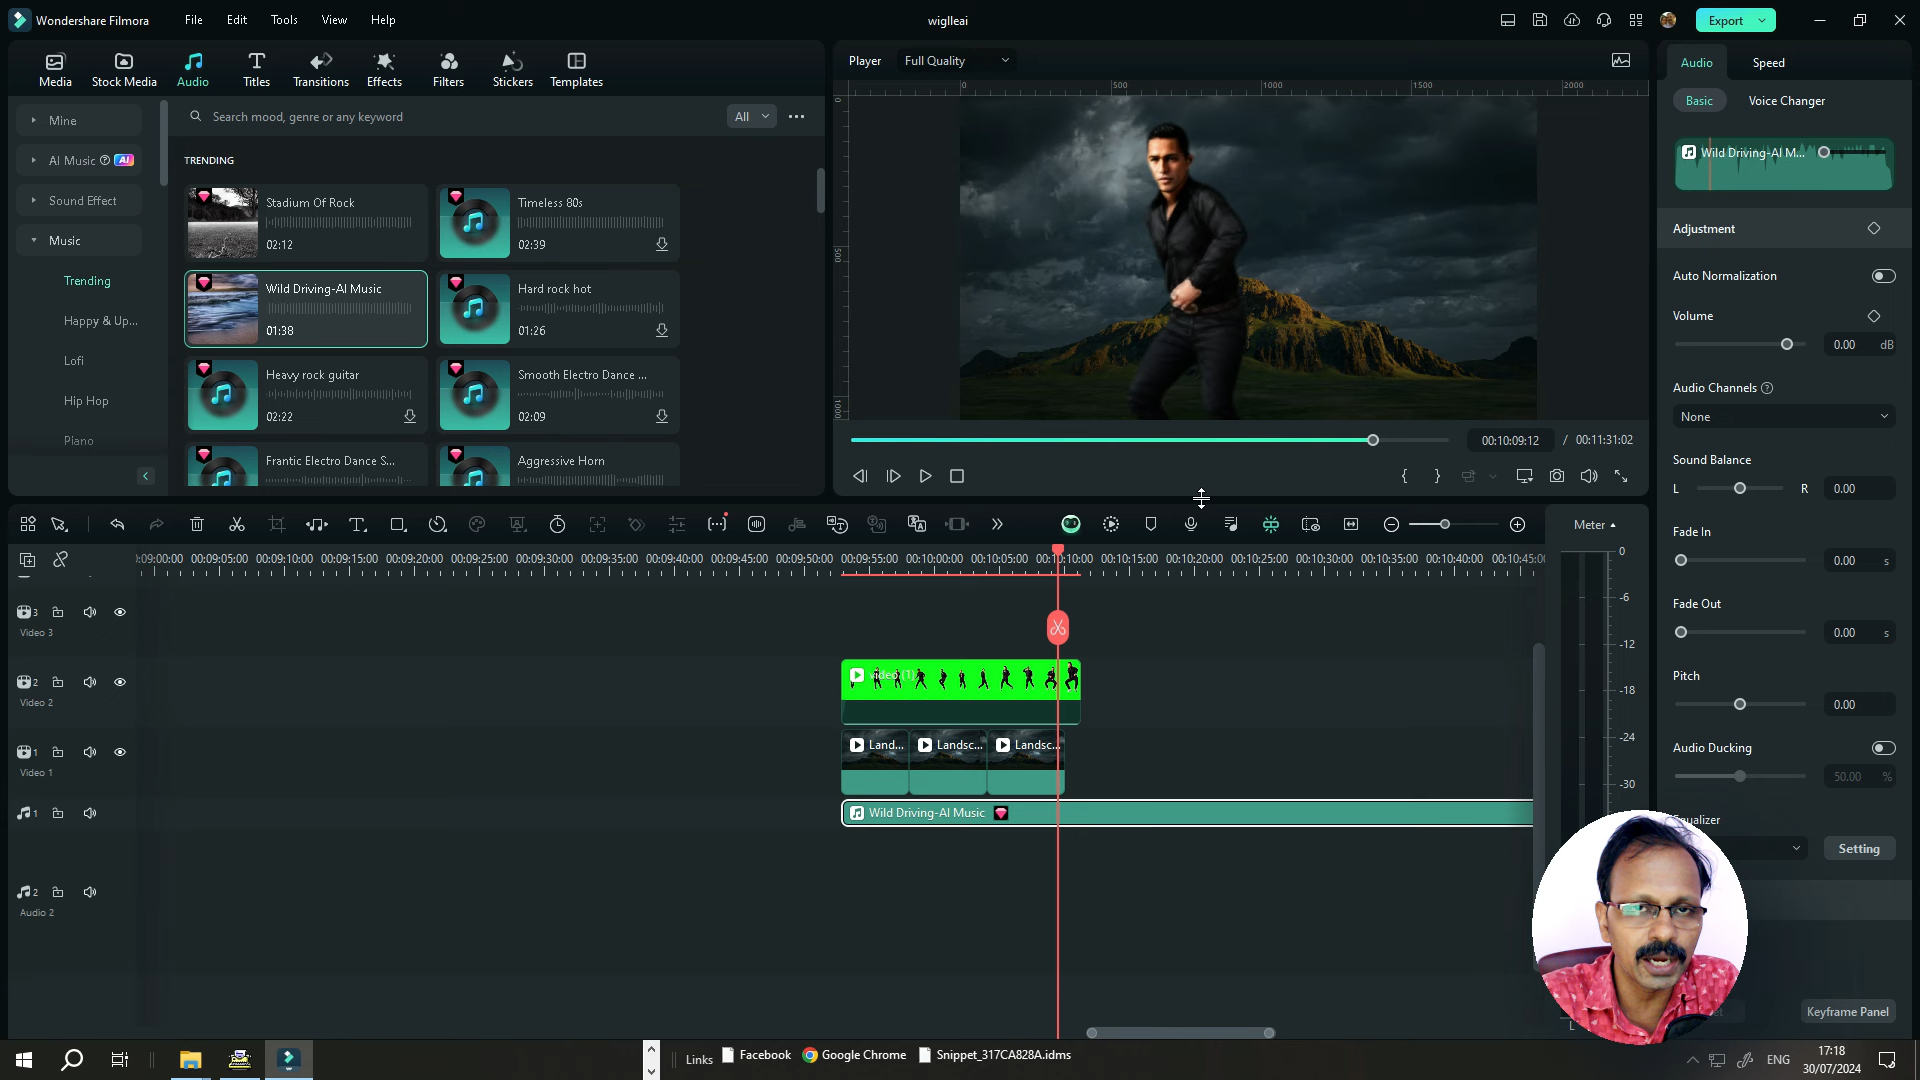 Wondershare Filmora
File
Edit
Tools
View
Help
wiglleai
Export
Media
Stock Media
Audio
Titles
Transitions
Effects
Filters
Stickers
Templates
Player
Full Quality
Audio
Speed
Basic
Voice Changer
Mine
AI Music
AI
Sound Effect
Music
Trending
Happy & Up...
Lofi
Hip Hop
Piano
Search mood, genre or any keyword
All
TRENDING
Stadium Of Rock
02:12
Timeless 80s
02:39
Wild Driving-AI Music
01:38
Hard rock hot
01:26
Heavy rock guitar
02:22
Smooth Electro Dance ...
02:09
Frantic Electro Dance S...
Aggressive Horn
0
500
1000
1500
2000
0
500
1000
00:10:09:12 / 00:11:31:02
Wild Driving-AI M...
Adjustment
Auto Normalization
Volume
0.00 dB
Audio Channels
None
Sound Balance
L R 0.00
Fade In
0.00 s
Fade Out
0.00 s
Pitch
0.00
Audio Ducking
50.00 %
Setting
Keyframe Panel
Meter
0
-6
-12
-18
-24
-30
:09:00:00 00:09:05:00 00:09:10:00 00:09:15:00 00:09:20:00 00:09:25:00 00:09:30:00 00:09:35:00 00:09:40:00 00:09:45:00 00:09:50:00 00:09:55:00 00:10:00:00 00:10:05:00 00:10:10:00 00:10:15:00 00:10:20:00 00:10:25:00 00:10:30:00 00:10:35:00 00:10:40:00 00:10:45:00
3
Video 3
2
Video 2
video (1)
1
Video 1
Land...
Landsc...
Landsc...
1
Wild Driving-AI Music
2
Audio 2
Links
Facebook
Google Chrome
Snippet_317CA828A.idms
ENG
17:18
30/07/2024